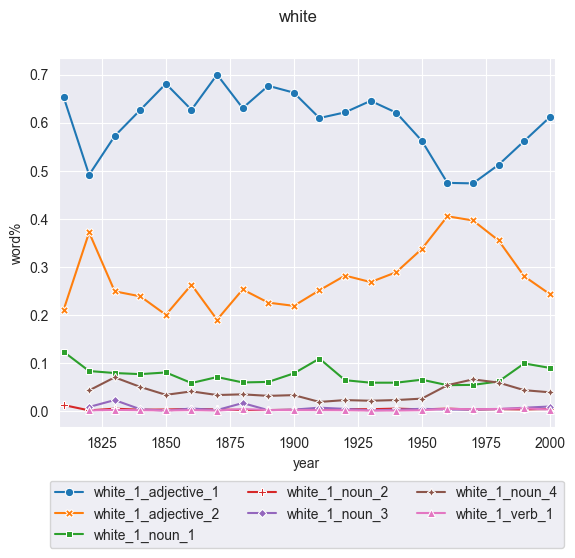 white
0.7
0.6
0.5
0.4
0.3
0.2
0.1
0.0
word%
1825 1850 1875 1900 1925 1950 1975 2000
year
white_1_adjective_1 white_1_noun_2 white_1_noun_4
white_1_adjective_2 white_1_noun_3 white_1_verb_1
white_1_noun_1